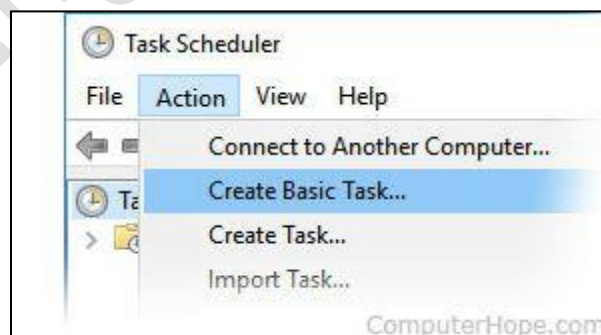 Task Scheduler
File Action View Help
Connect to Another Computer...
Create Basic Task...
Create Task...
Import Task...
ComputerHope.com